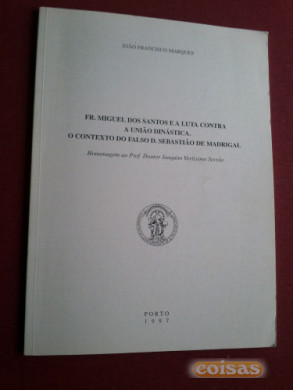 JOÃO FRANCISCO MARQUES
FR. MIGUEL DOS SANTOS E A LUTA CONTRA
A UNIÃO DINÁSTICA.
O CONTEXTO DO FALSO D. SEBASTIÃO DE MADRIGAL
Homenagem ao Prof. Doutor Joaquim Veríssimo Serrão
PORTO
1997
coisas